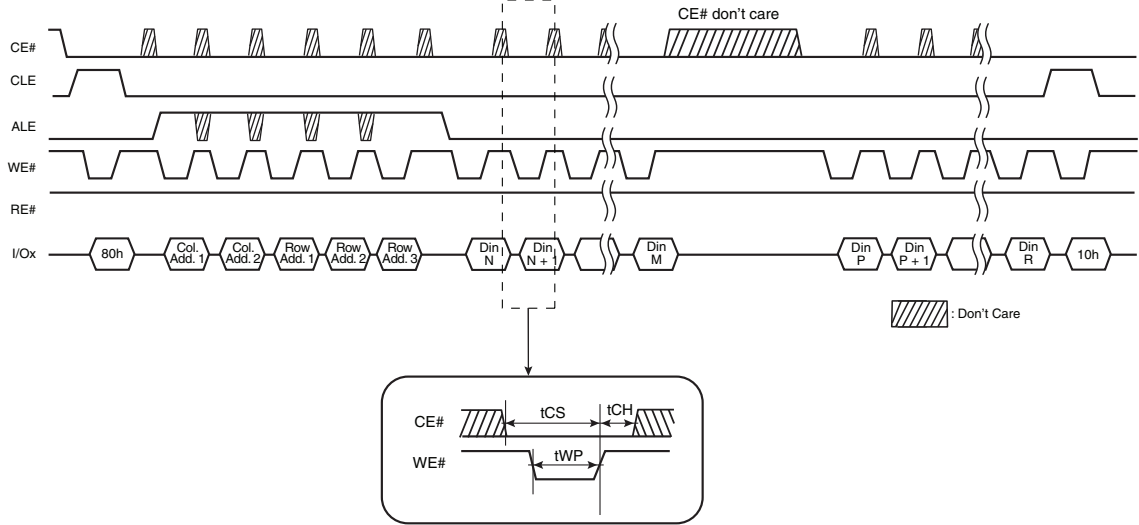 CE# don't care
CE#
CLE
ALE
WE#
RE#
I/Ox
80h
Col.
Add. 1
Col.
Add. 2
Row
Add. 1
Row
Add. 2
Row
Add. 3
Din
N
Din
N + 1
Din
M
Din
P
Din
P + 1
Din
R
10h
: Don't Care
CE#
tCS
tCH
WE#
tWP